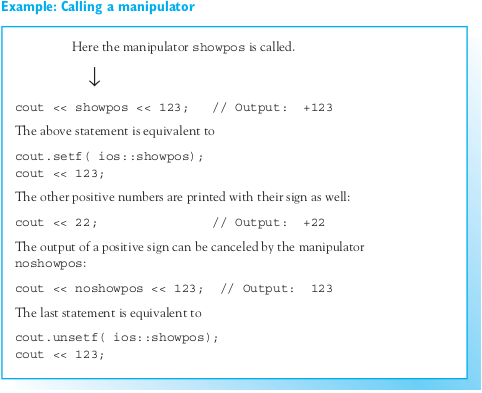 Example: Calling a manipulator
Here the manipulator showpos is called.
cout << showpos << 123;   // Output:  +123
The above statement is equivalent to
cout.setf( ios::showpos);
cout << 123;
The other positive numbers are printed with their sign as well:
cout << 22;               // Output:  +22
The output of a positive sign can be canceled by the manipulator
noshowpos:
cout << noshowpos << 123;  // Output:  123
The last statement is equivalent to
cout.unsetf( ios::showpos);
cout << 123;